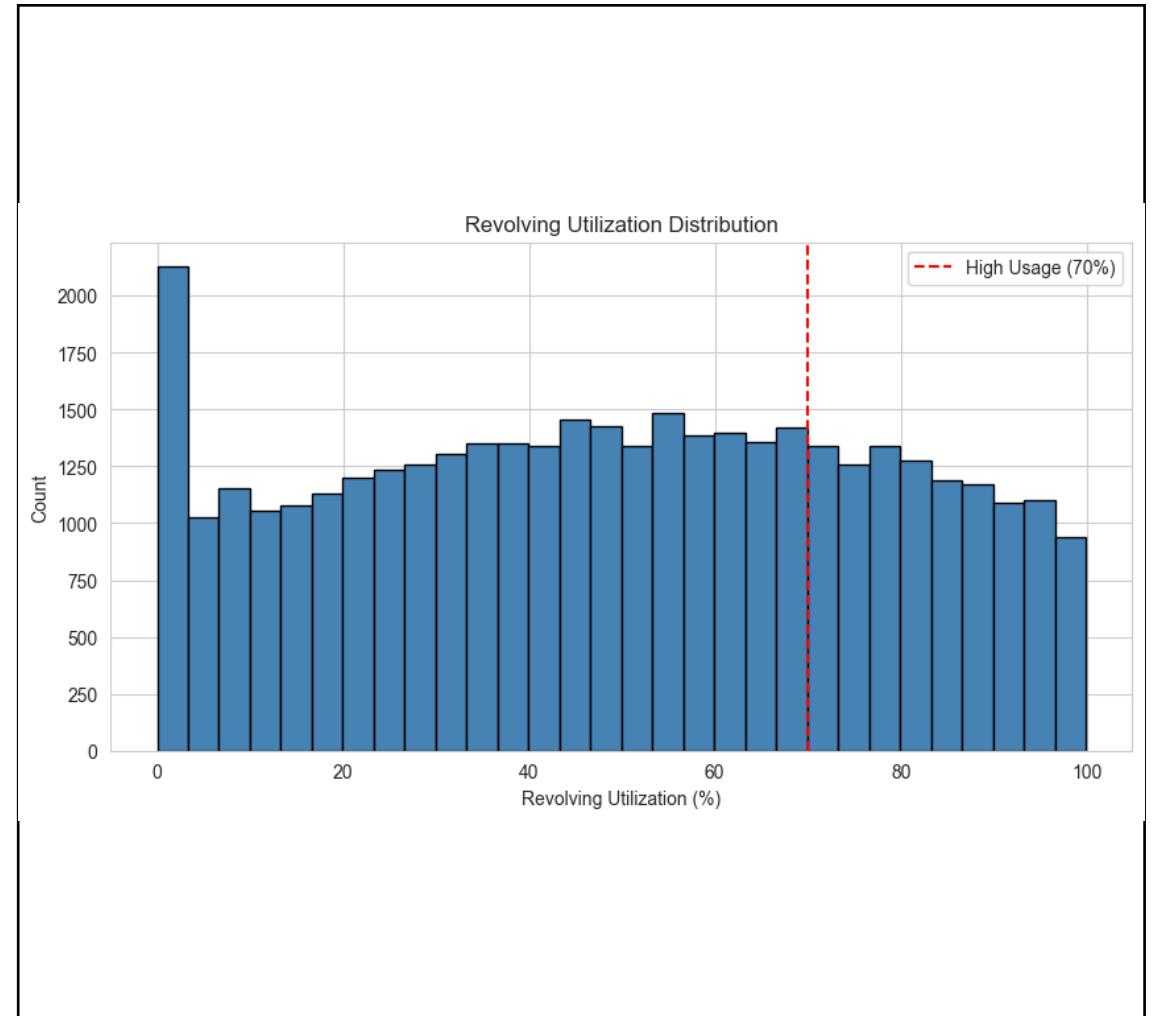 Revolving Utilization Distribution
High Usage (70%)
2000
1750
1500
1250
1000
750
500
250
0
Count
0 20 40 60 80 100
Revolving Utilization (%)